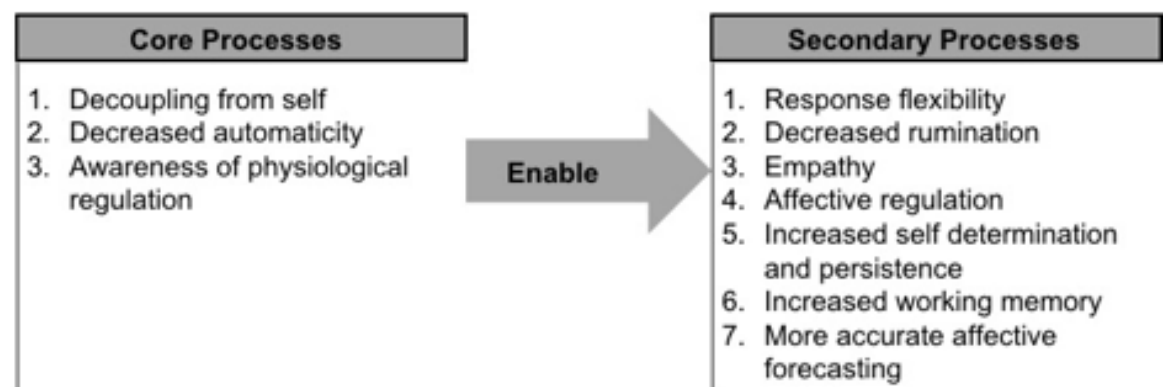 Core Processes
1. Decoupling from self
2. Decreased automaticity
3. Awareness of physiological
regulation
Enable
Secondary Processes
1. Response flexibility
2. Decreased rumination
3. Empathy
4. Affective regulation
5. Increased self determination
and persistence
6. Increased working memory
7. More accurate affective
forecasting